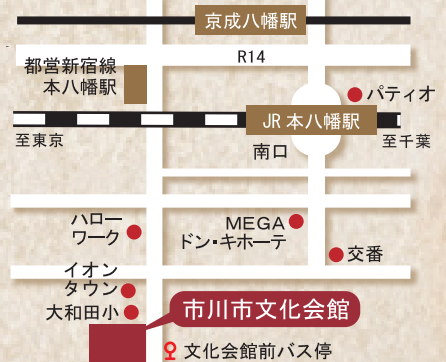 京成八幡駅
R14
都営新宿線
本八幡駅
パティオ
JR 本八幡駅
至東京
南口
至千葉
ハロー
ワーク
MEGA
ドン・キホーテ
交番
イオン
タウン
大和田小
市川市文化会館
文化会館前バス停